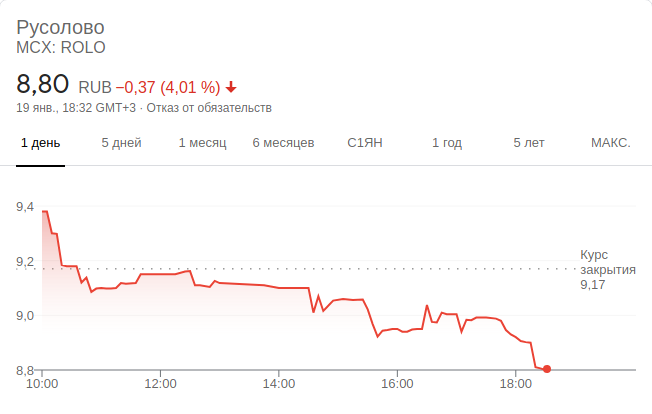 Русолово
MCX: ROLO
8,80 RUB −0,37 (4,01 %)
19 янв., 18:32 GMT+3 · Отказ от обязательств
1 день 5 дней 1 месяц 6 месяцев С1ЯН 1 год 5 лет МАКС.
9,4
9,2
9,0
8,8
Курс
закрытия
9,17
10:00 12:00 14:00 16:00 18:00